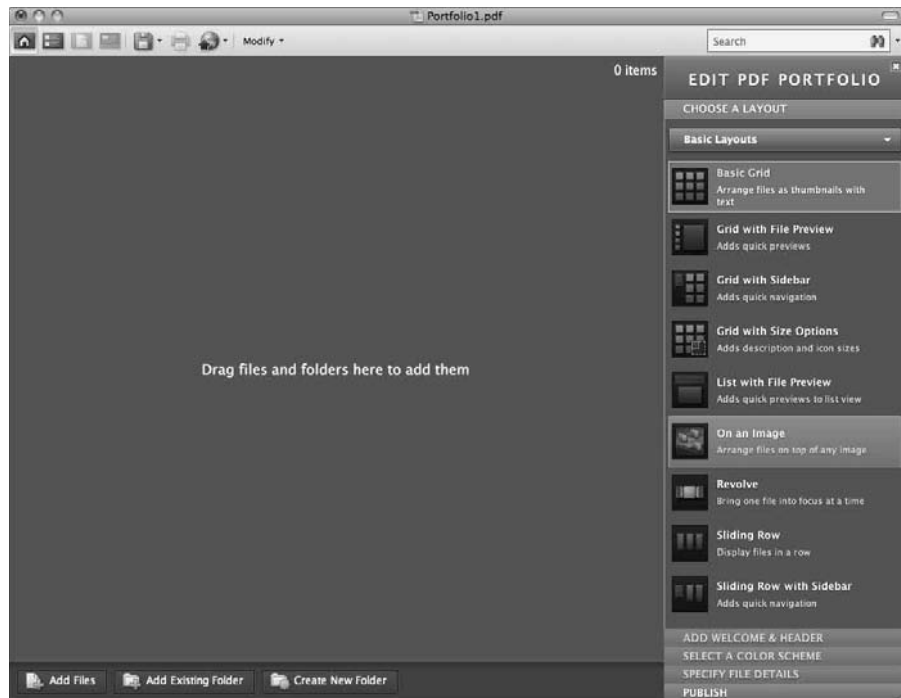 Portfolio1.pdf
Modify
Search
0 items
EDIT PDF PORTFOLIO
CHOOSE A LAYOUT
Basic Layouts
Basic Grid
Arrange files as thumbnails with
text
Grid with File Preview
Adds quick previews
Grid with Sidebar
Adds quick navigation
Grid with Size Options
Adds description and icon sizes
List with File Preview
Adds quick previews to list view
On an Image
Arrange files on top of any image
Revolve
Bring one file into focus at a time
Sliding Row
Display files in a row
Sliding Row with Sidebar
Adds quick navigation
Drag files and folders here to add them
ADD WELCOME & HEADER
SELECT A COLOR SCHEME
SPECIFY FILE DETAILS
PUBLISH
Add Files
Add Existing Folder
Create New Folder